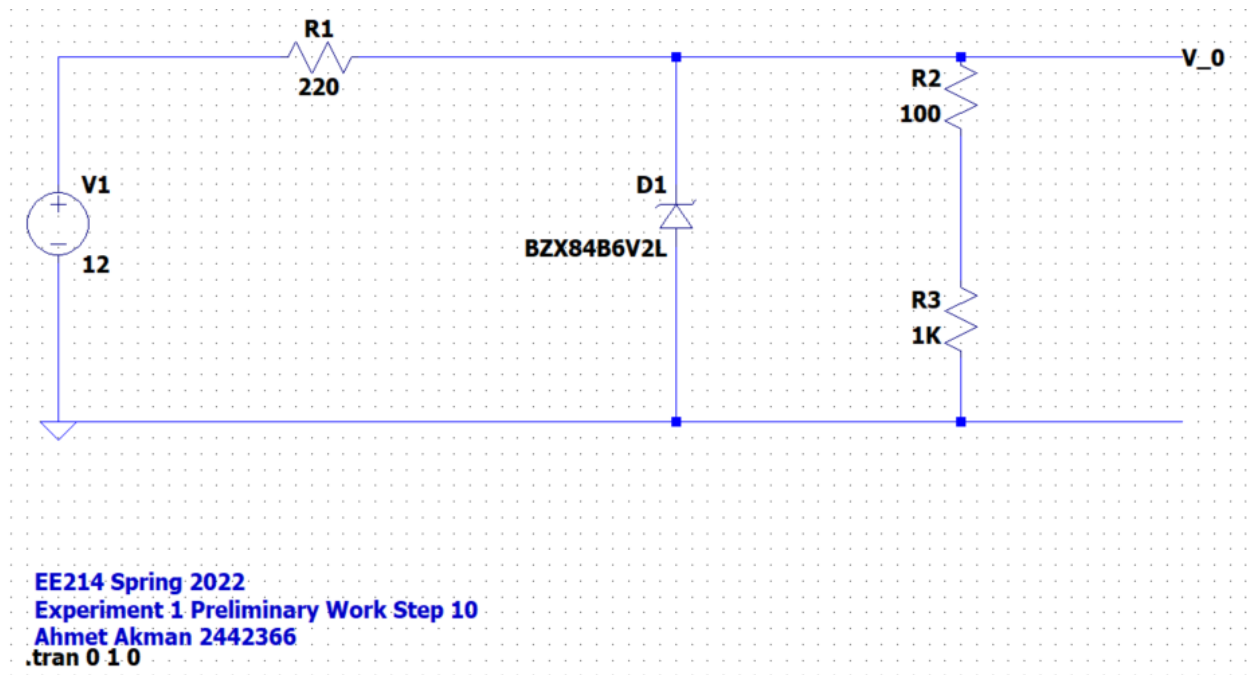 R1
220
V_0
R2
100
V1
12
D1
BZX84B6V2L
R3
1K
EE214 Spring 2022
Experiment 1 Preliminary Work Step 10
Ahmet Akman 2442366
.tran 0 1 0